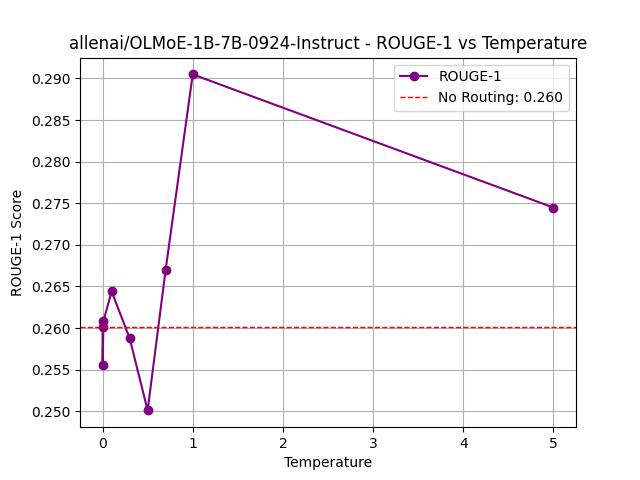 allenai/OLMoE-1B-7B-0924-Instruct - ROUGE-1 vs Temperature
ROUGE-1
No Routing: 0.260
0.290
0.285
0.280
0.275
0.270
0.265
0.260
0.255
0.250
ROUGE-1 Score
0 1 2 3 4 5
Temperature